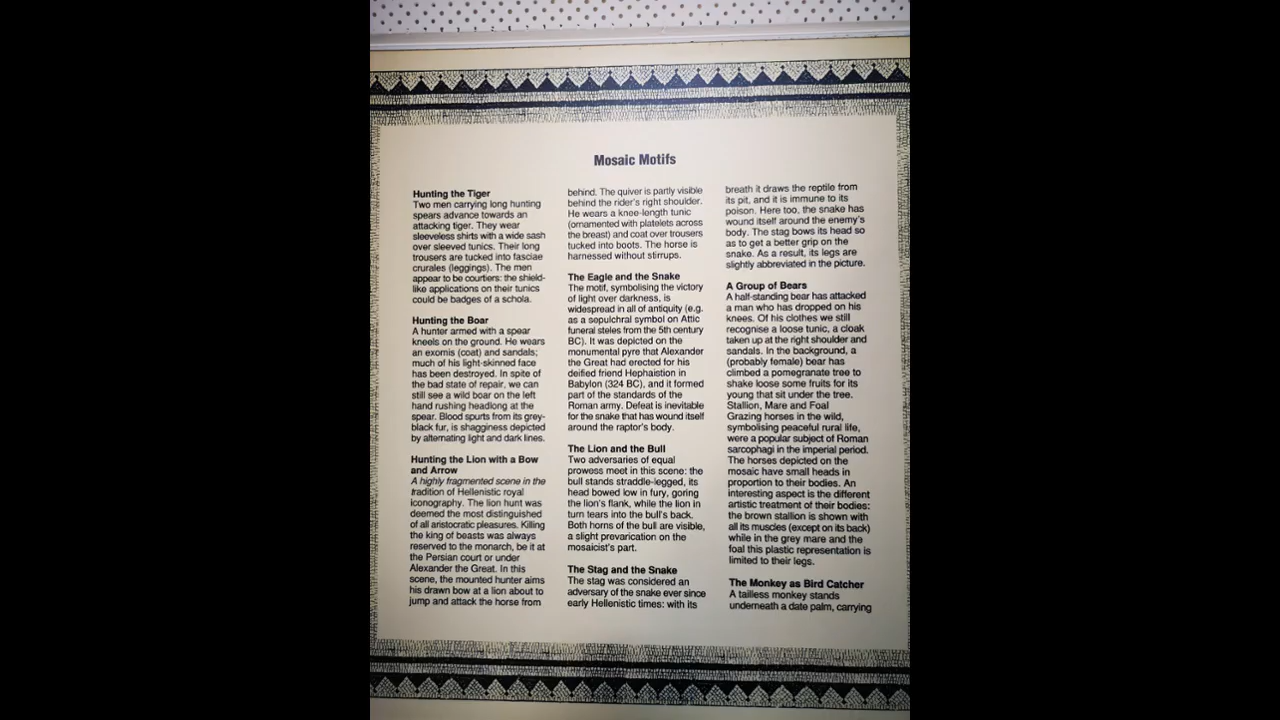 Mosaic Motifs
Hunting the Tiger
Two men carrying long hunting
spears advance towards an
attacking tiger. They wear
sleeveless shirts with a wide sash
over sleeved tunics. Their long
trousers are tucked into fasciae
crurales (leggings). The men
appear to be courtiers: the shield-
like applications on their tunics
could be badges of a schola.
Hunting the Boar
A hunter armed with a spear
kneels on the ground. He wears
an exomis (coat) and sandals;
much of his light-skinned face
has been destroyed. In spite of
the bad state of repair, we can
still see a wild boar on the left
hand rushing headlong at the
spear. Blood spurts from its grey-
black fur, is shagginess depicted
by alternating light and dark lines.
Hunting the Lion with a Bow
and Arrow
A highly fragmented scene in the
tradition of Hellenistic royal
iconography. The lion hunt was
deemed the most distinguished
of all aristocratic pleasures. Killing
the king of beasts was always
reserved to the monarch, be it at
the Persian court or under
Alexander the Great. In this
scene, the mounted hunter aims
his drawn bow at a lion about to
jump and attack the horse from
behind. The quiver is partly visible
behind the rider's right shoulder.
He wears a knee-length tunic
(ornamented with platelets across
the breast) and coat over trousers
tucked into boots. The horse is
harnessed without stirrups.
The Eagle and the Snake
The motif, symbolising the victory
of light over darkness, is
widespread in all of antiquity (e.g.
as a sepulchral symbol on Attic
funeral steles from the 5th century
BC). It was depicted on the
monumental pyre that Alexander
the Great had erected for his
deified friend Hephaistion in
Babylon (324 BC), and it formed
part of the standards of the
Roman army. Defeat is inevitable
for the snake that has wound itself
around the raptor's body.
The Lion and the Bull
Two adversaries of equal
prowess meet in this scene: the
bull stands straddle-legged, its
head bowed low in fury, goring
the lion's flank, while the lion in
turn tears into the bull's back.
Both horns of the bull are visible,
a slight prevarication on the
mosaicist's part.
The Stag and the Snake
The stag was considered an
adversary of the snake ever since
early Hellenistic times: with its
breath it draws the reptile from
its pit, and it is immune to its
poison. Here too, the snake has
wound itself around the enemy's
body. The stag bows its head so
as to get a better grip on the
snake. As a result, its legs are
slightly abbreviated in the picture.
A Group of Bears
A half-standing bear has attacked
a man who has dropped on his
knees. Of his clothes we still
recognise a loose tunic, a cloak
taken up at the right shoulder and
sandals. In the background, a
(probably female) bear has
climbed a pomegranate tree to
shake loose some fruits for its
young that sit under the tree.
Stallion, Mare and Foal
Grazing horses in the wild,
symbolising peaceful rural life,
were a popular subject of Roman
sarcophagi in the imperial period.
The horses depicted on the
mosaic have small heads in
proportion to their bodies. An
interesting aspect is the different
artistic treatment of their bodies:
the brown stallion is shown with
all its muscles (except on its back)
while in the grey mare and the
foal this plastic representation is
limited to their legs.
The Monkey as Bird Catcher
A tailless monkey stands
underneath a date palm, carrying